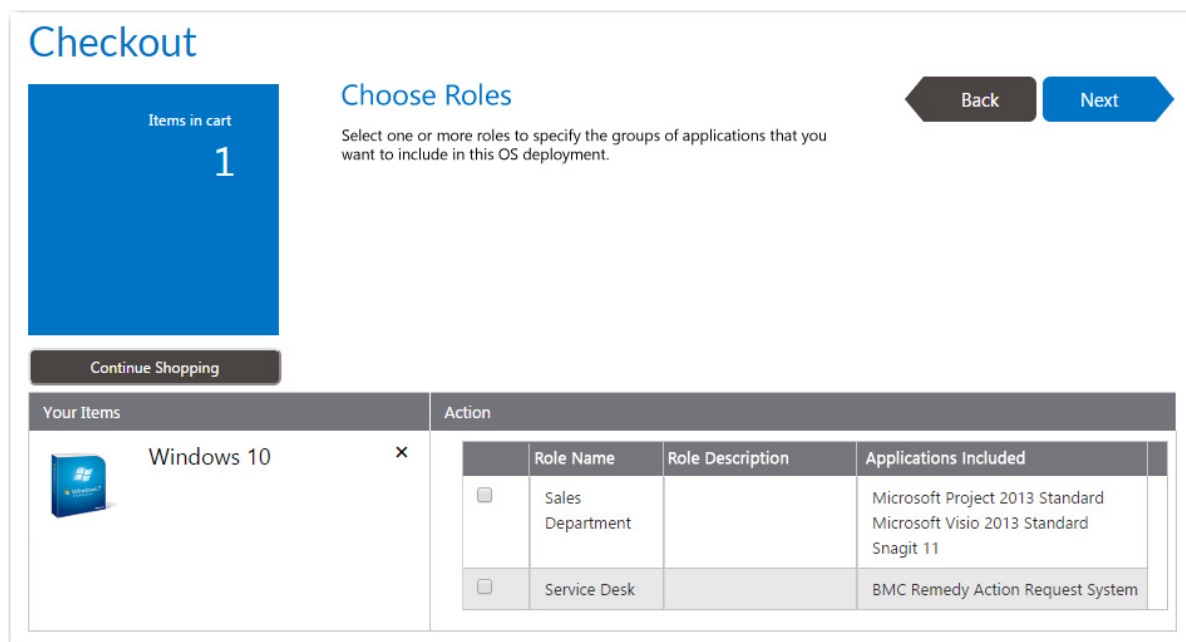 Checkout
Items in cart
1
Choose Roles
Select one or more roles to specify the groups of applications that you
want to include in this OS deployment.
Back
Next
Continue Shopping
Your Items
Action
Windows 10
×
Role Name
Role Description
Applications Included
Sales
Department
Microsoft Project 2013 Standard
Microsoft Visio 2013 Standard
Snagit 11
Service Desk
BMC Remedy Action Request System